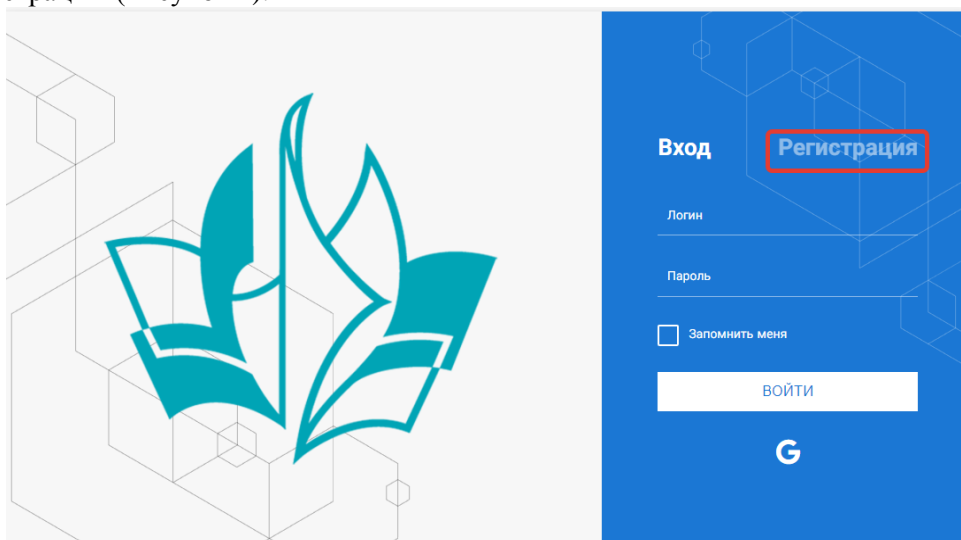 Вход Регистрация
Логин
Пароль
Запомнить меня
ВОЙТИ
G